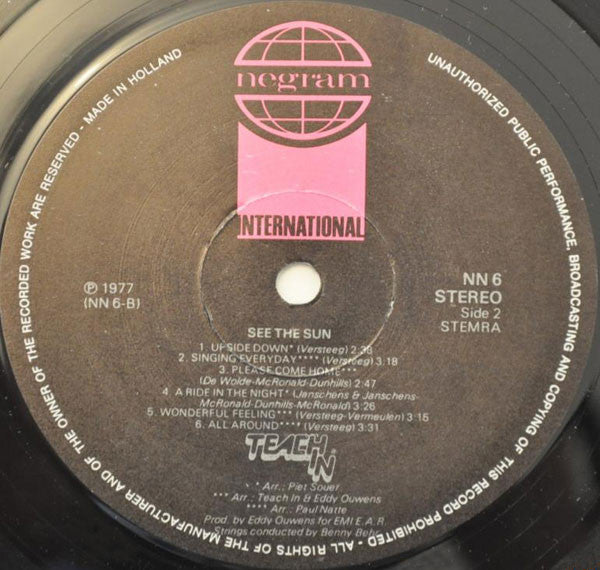 negram
INTERNATIONAL
℗ 1977
(NN 6-B)
NN 6
STEREO
Side 2
STEMRA
SEE THE SUN
1. UPSIDE DOWN* (Versteeg) 2:38
2. SINGING EVERYDAY**** (Versteeg) 3:18
3. PLEASE COME HOME***
(De Wolde-McRonald-Dunhills) 2:47
4. A RIDE IN THE NIGHT* (Janschens & Janschens-
McRonald-Dunhills-McRonald) 3:26
5. WONDERFUL FEELING*** (Versteeg-Vermeulen) 3:15
6. ALL AROUND**** (Versteeg) 3:31
TEACH
IN
* * Arr.: Piet Souer
*** Arr.: Teach In & Eddy Ouwens
**** Arr.: Paul Natte
Prod. by Eddy Ouwens for EMI E.A.R.
Strings conducted by Benny Behr
UNAUTHORIZED PUBLIC PERFORMANCE, BROADCASTING AND COPYING OF THIS RECORD PROHIBITED - ALL RIGHTS OF THE MANUFACTURER AND OF THE OWNER OF THE RECORDED WORK ARE RESERVED - MADE IN HOLLAND